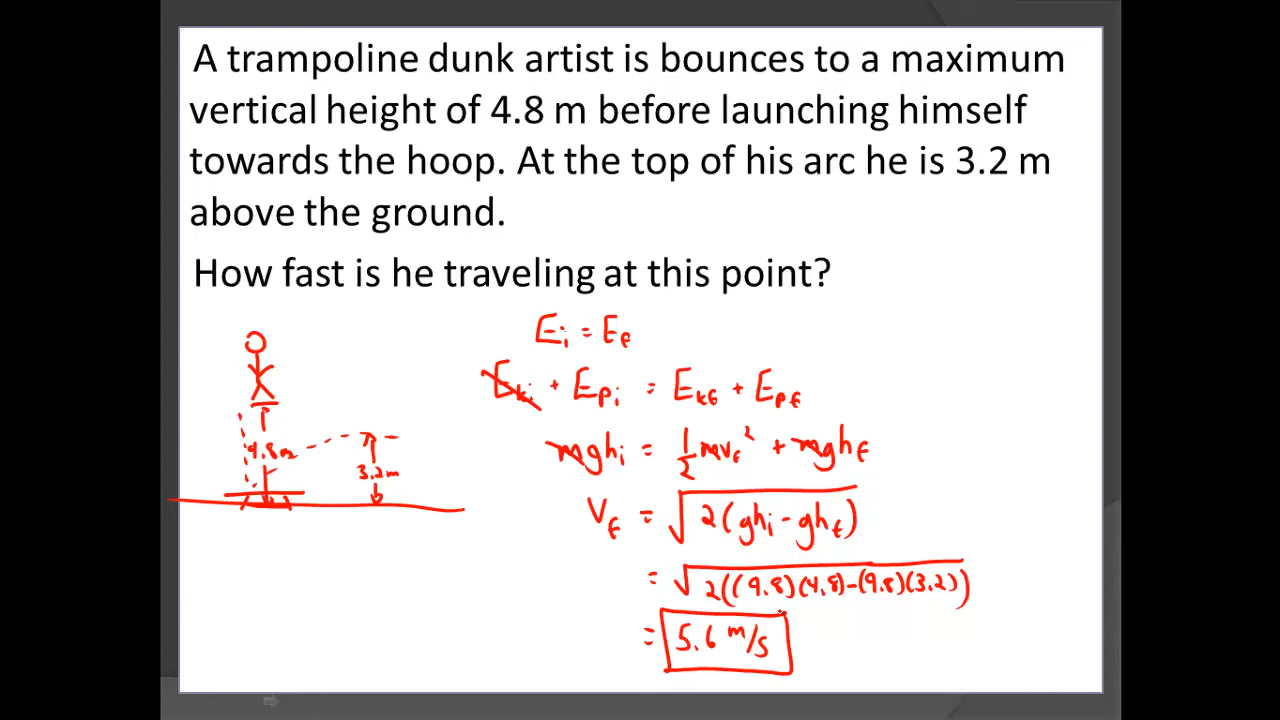 A trampoline dunk artist is bounces to a maximum
vertical height of 4.8 m before launching himself
towards the hoop. At the top of his arc he is 3.2 m
above the ground.
How fast is he traveling at this point?
Ei = Ef
Eki + Epi = Ekf + Epf
mghi = 1/2 mvf² + mghf
4.8m
3.2m
Vf = √2(ghi - ghf)
= √2((9.8)(4.8)-(9.8)(3.2))
= 5.6 m/s